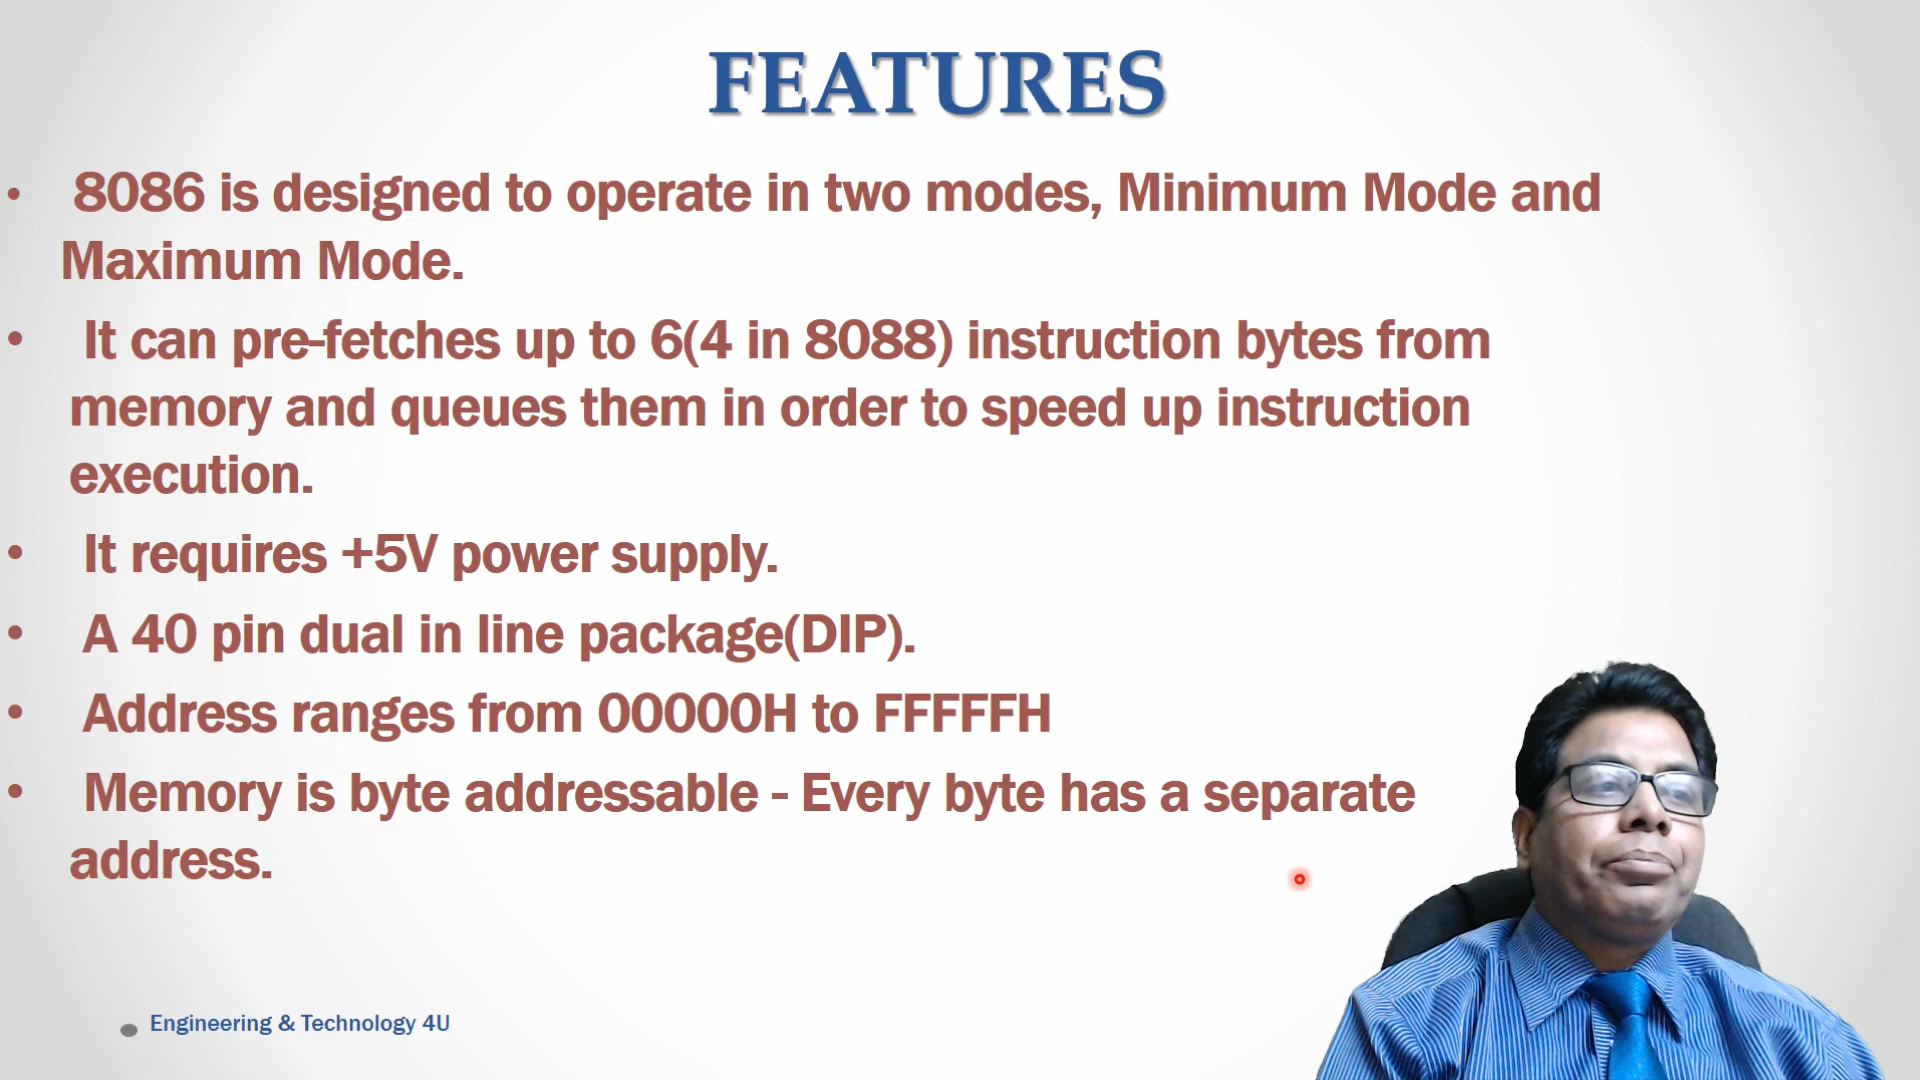 FEATURES
• 8086 is designed to operate in two modes, Minimum Mode and
Maximum Mode.
• It can pre-fetches up to 6(4 in 8088) instruction bytes from
memory and queues them in order to speed up instruction
execution.
• It requires +5V power supply.
• A 40 pin dual in line package(DIP).
• Address ranges from 00000H to FFFFFH
• Memory is byte addressable - Every byte has a separate
address.
Engineering & Technology 4U